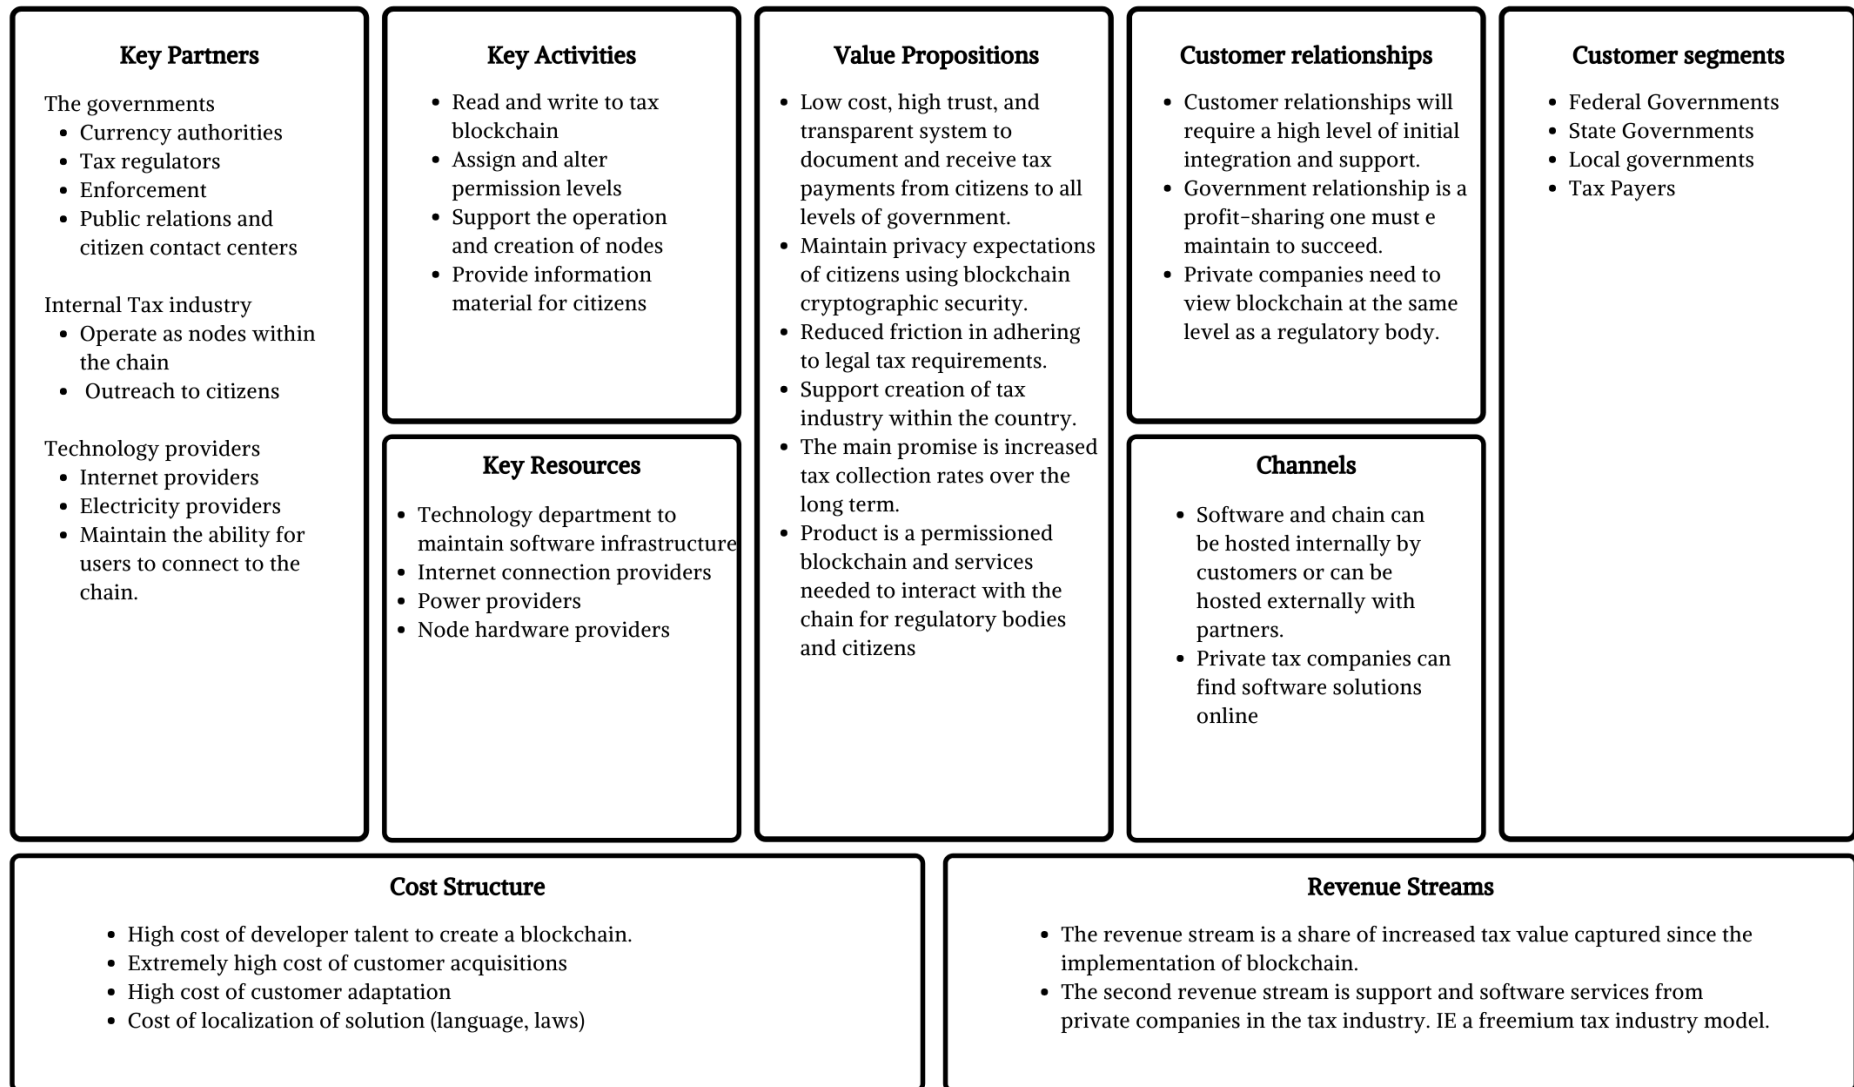 Key Partners
The governments
• Currency authorities
• Tax regulators
• Enforcement
• Public relations and
citizen contact centers
Internal Tax industry
• Operate as nodes within
the chain
• Outreach to citizens
Technology providers
• Internet providers
• Electricity providers
• Maintain the ability for
users to connect to the
chain.
Key Activities
• Read and write to tax
blockchain
• Assign and alter
permission levels
• Support the operation
and creation of nodes
• Provide information
material for citizens
Key Resources
• Technology department to
maintain software infrastructure
• Internet connection providers
• Power providers
• Node hardware providers
Value Propositions
• Low cost, high trust, and
transparent system to
document and receive tax
payments from citizens to all
levels of government.
• Maintain privacy expectations
of citizens using blockchain
cryptographic security.
• Reduced friction in adhering
to legal tax requirements.
• Support creation of tax
industry within the country.
• The main promise is increased
tax collection rates over the
long term.
• Product is a permissioned
blockchain and services
needed to interact with the
chain for regulatory bodies
and citizens
Customer relationships
• Customer relationships will
require a high level of initial
integration and support.
• Government relationship is a
profit-sharing one must e
maintain to succeed.
• Private companies need to
view blockchain at the same
level as a regulatory body.
Channels
• Software and chain can
be hosted internally by
customers or can be
hosted externally with
partners.
• Private tax companies can
find software solutions
online
Customer segments
• Federal Governments
• State Governments
• Local governments
• Tax Payers
Cost Structure
• High cost of developer talent to create a blockchain.
• Extremely high cost of customer acquisitions
• High cost of customer adaptation
• Cost of localization of solution (language, laws)
Revenue Streams
• The revenue stream is a share of increased tax value captured since the
implementation of blockchain.
• The second revenue stream is support and software services from
private companies in the tax industry. IE a freemium tax industry model.